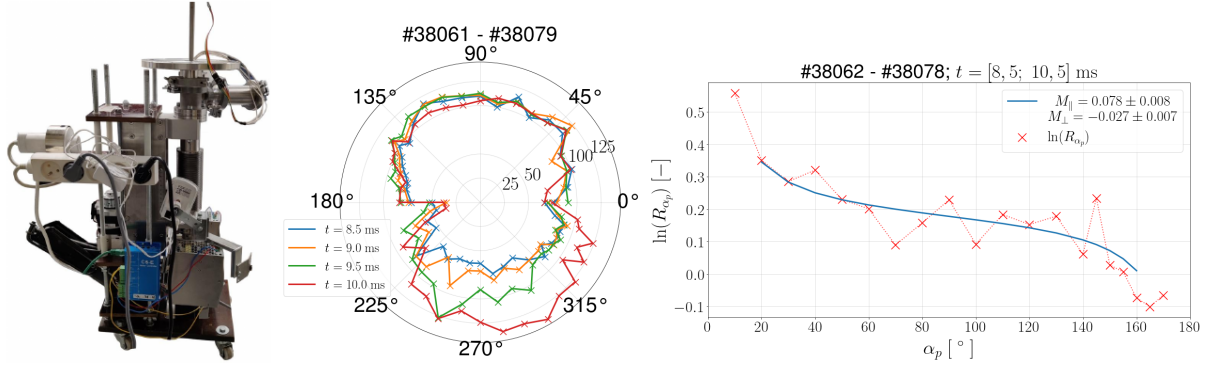 #38061 - #38079
90°
135°
45°
125
100
50
25
180°
0°
t = 8.5 ms
t = 9.0 ms
t = 9.5 ms
t = 10.0 ms
225°
315°
270°
#38062 - #38078; t = [8, 5; 10, 5] ms
M∥ = 0.078 ± 0.008
M⊥ = −0.027 ± 0.007
ln(R_αp)
ln(R_αp) [-]
0.5
0.4
0.3
0.2
0.1
0.0
−0.1
0 20 40 60 80 100 120 140 160 180
αp [ ° ]